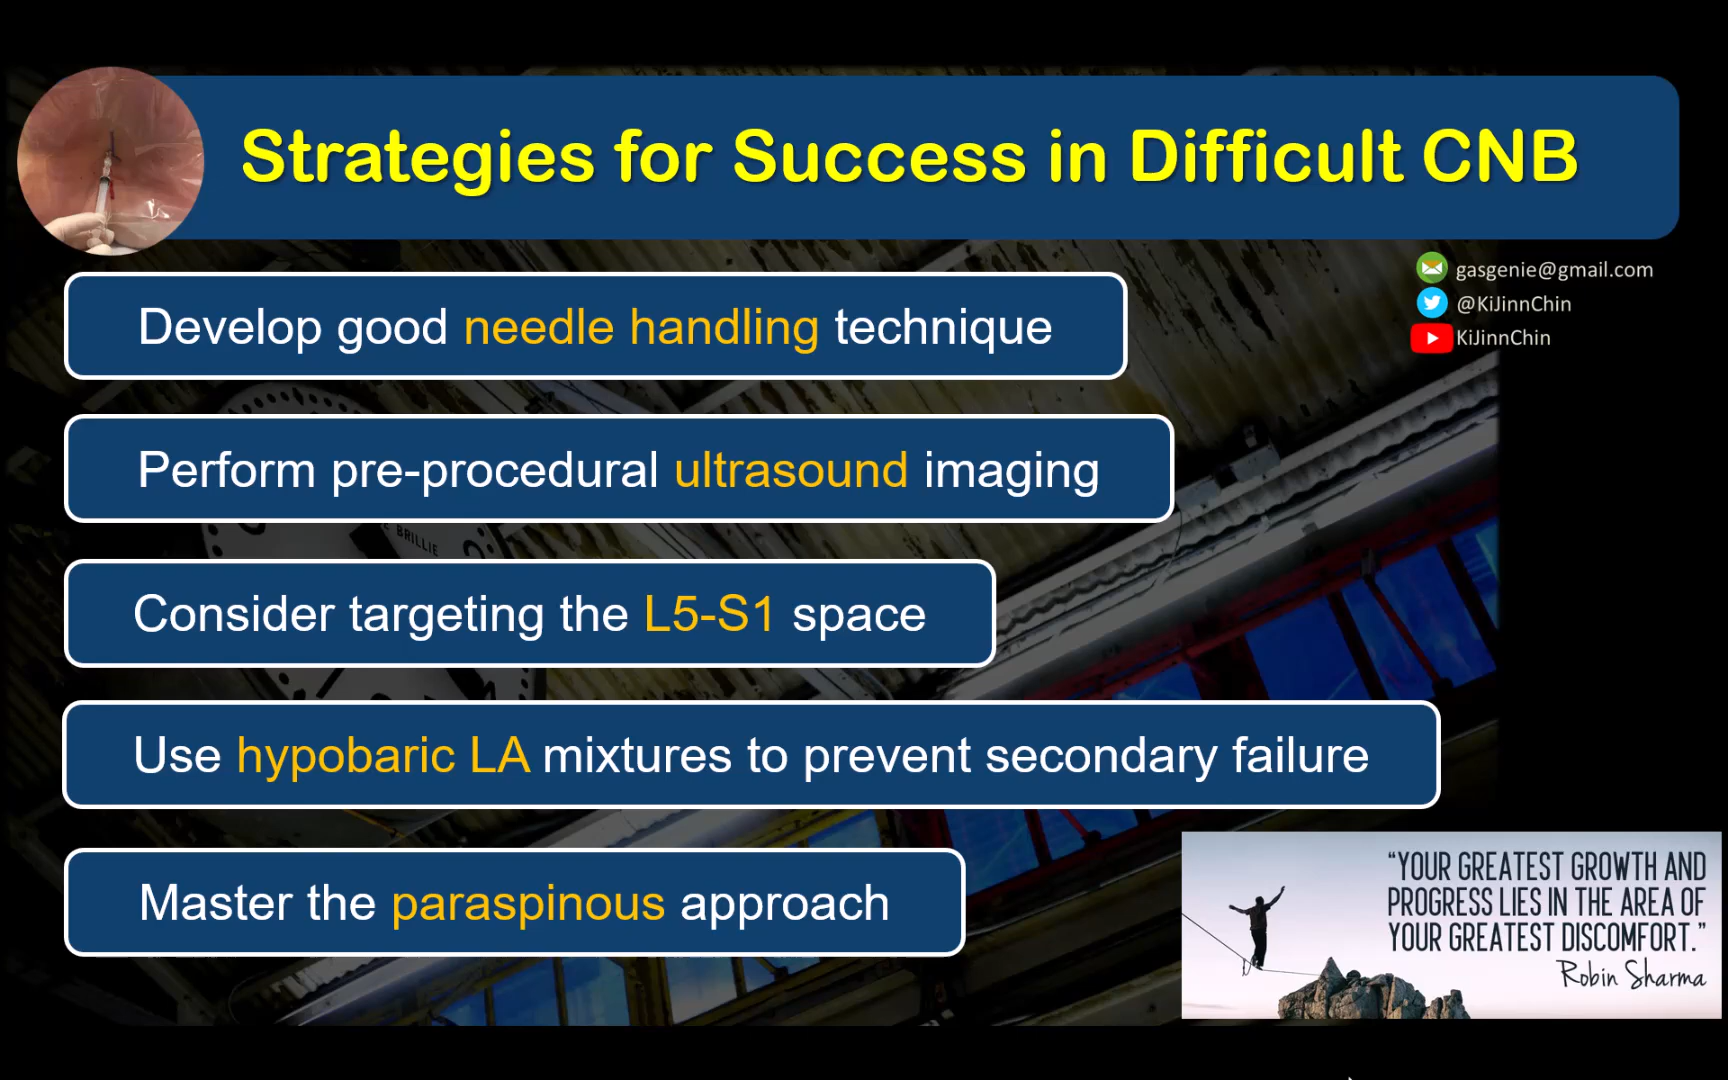 Strategies for Success in Difficult CNB
gasgenie@gmail.com
@KiJinnChin
KiJinnChin
Develop good needle handling technique
Perform pre-procedural ultrasound imaging
BRILLIE
Consider targeting the L5-S1 space
Use hypobaric LA mixtures to prevent secondary failure
Master the paraspinous approach
“YOUR GREATEST GROWTH AND
PROGRESS LIES IN THE AREA OF
YOUR GREATEST DISCOMFORT.”
Robin Sharma